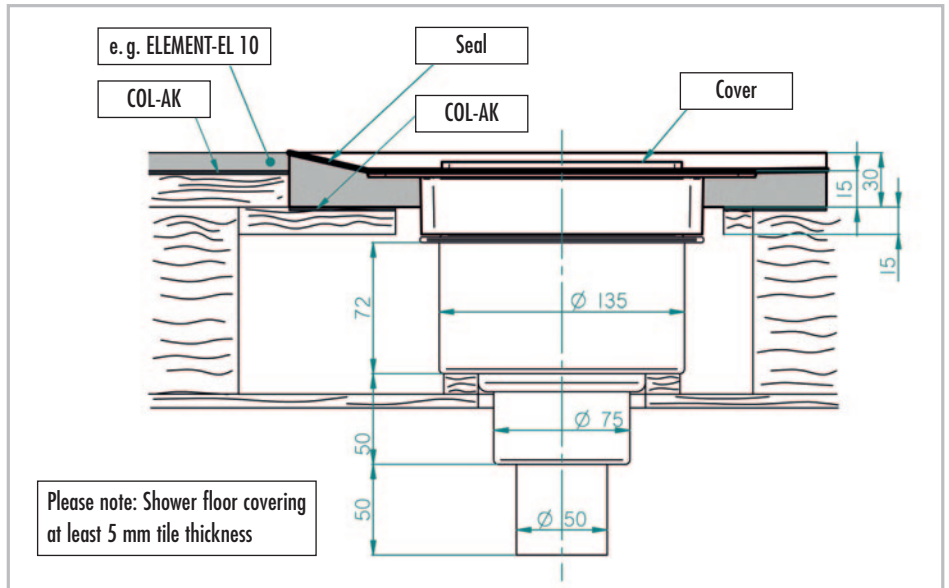 e. g. ELEMENT-EL 10
Seal
COL-AK
COL-AK
Cover
15
30
15
72
Ø 135
50
Ø 75
50
Ø 50
Please note: Shower floor covering
at least 5 mm tile thickness